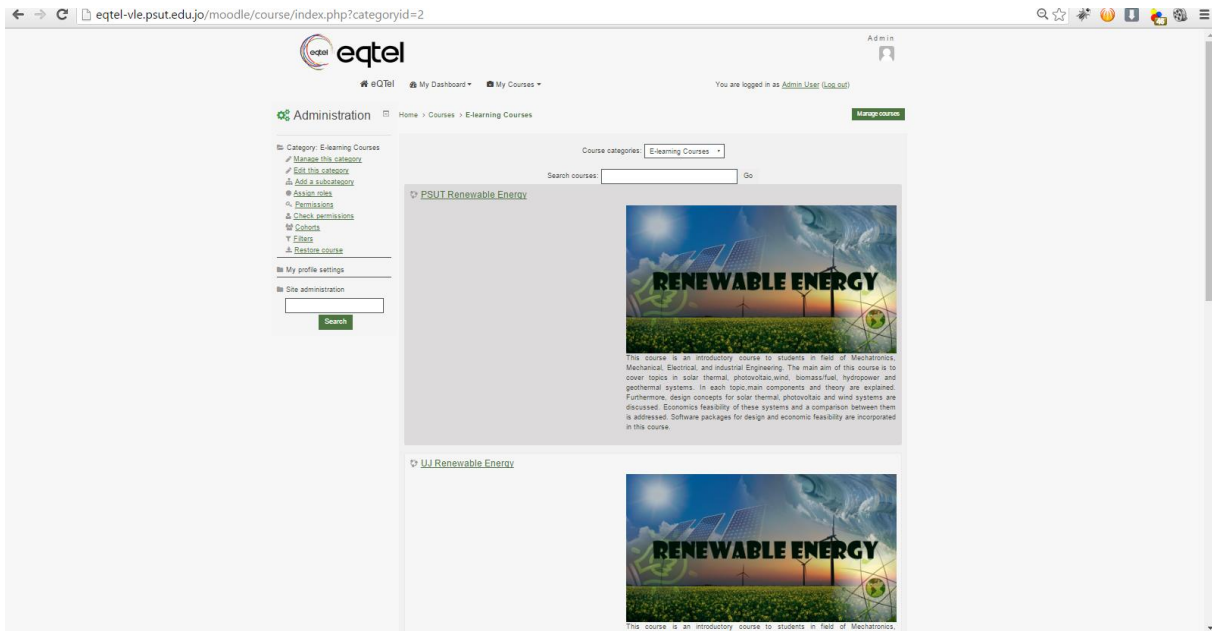 eqtel-vle.psut.edu.jo/moodle/course/index.php?categoryid=2
eqtel eqtel
Admin
eQTel My Dashboard My Courses
You are logged in as Admin User (Log out)
Administration
Home > Courses > E-learning Courses
Manage courses
Category: E-learning Courses
Manage this category
Edit this category
Add a subcategory
Assign roles
Permissions
Check permissions
Cohorts
Filters
Restore course
My profile settings
Site administration
Search
Course categories: E-learning Courses
Search courses: Go
PSUT Renewable Energy
RENEWABLE ENERGY
This course is an introductory course to students in field of Mechatronics,
Mechanical, Electrical, and industrial Engineering. The main aim of this course is to
cover topics in solar thermal, photovoltaic,wind, biomass/fuel, hydropower and
geothermal systems. In each topic,main components and theory are explained.
Furthermore, design concepts for solar thermal, photovoltaic and wind systems are
discussed. Economics feasibility of these systems and a comparison between them
is addressed. Software packages for design and economic feasibility are incorporated
in this course.
UJ Renewable Energy
RENEWABLE ENERGY
This course is an introductory course to students in field of Mechatronics,